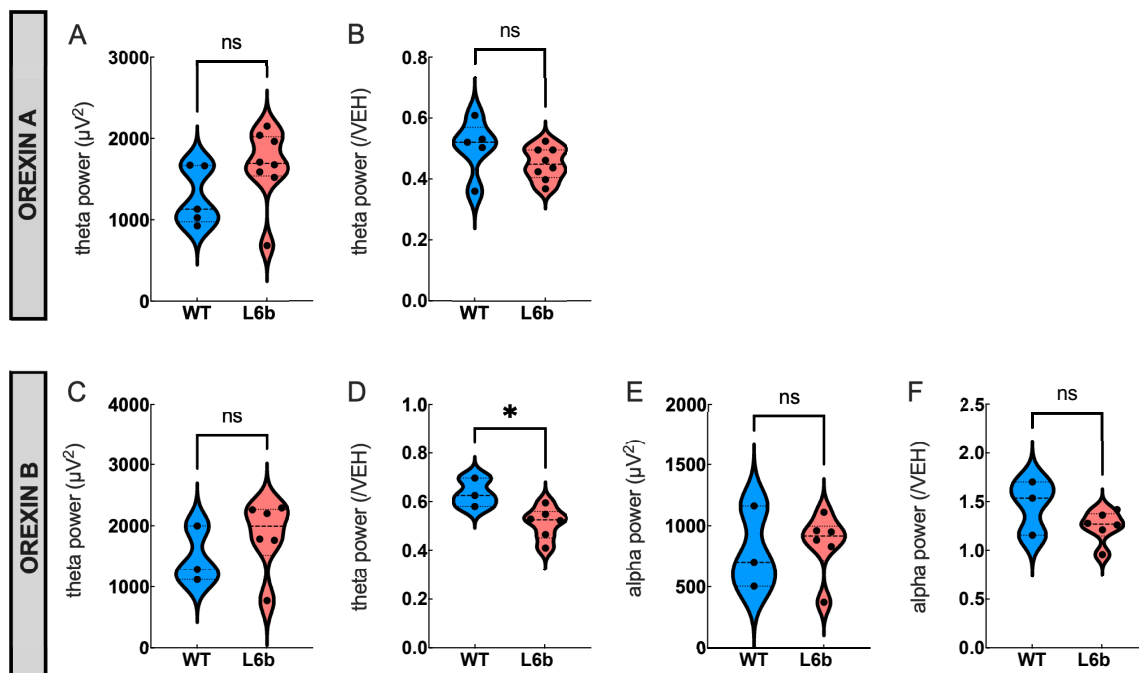 OREXIN A
A
ns
theta power (µV²)
3000
2000
1000
0
WT L6b
B
ns
theta power (/VEH)
0.8
0.6
0.4
0.2
0.0
WT L6b
OREXIN B
C
ns
theta power (µV²)
4000
3000
2000
1000
0
WT L6b
D
*
theta power (/VEH)
1.0
0.8
0.6
0.4
0.2
0.0
WT L6b
E
ns
alpha power (µV²)
2000
1500
1000
500
0
WT L6b
F
ns
alpha power (/VEH)
2.5
2.0
1.5
1.0
0.5
0.0
WT L6b